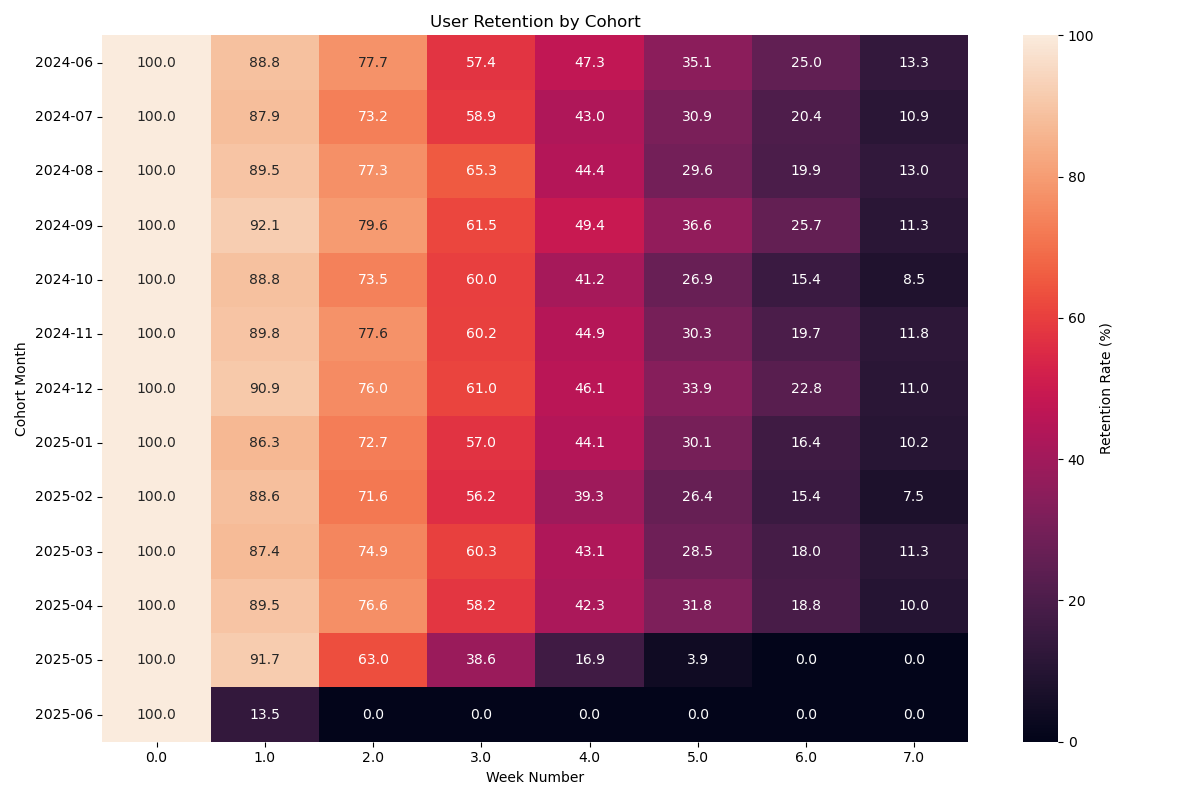 User Retention by Cohort
2024-06 100.0 88.8 77.7 57.4 47.3 35.1 25.0 13.3
2024-07 100.0 87.9 73.2 58.9 43.0 30.9 20.4 10.9
2024-08 100.0 89.5 77.3 65.3 44.4 29.6 19.9 13.0
2024-09 100.0 92.1 79.6 61.5 49.4 36.6 25.7 11.3
2024-10 100.0 88.8 73.5 60.0 41.2 26.9 15.4 8.5
2024-11 100.0 89.8 77.6 60.2 44.9 30.3 19.7 11.8
2024-12 100.0 90.9 76.0 61.0 46.1 33.9 22.8 11.0
2025-01 100.0 86.3 72.7 57.0 44.1 30.1 16.4 10.2
2025-02 100.0 88.6 71.6 56.2 39.3 26.4 15.4 7.5
2025-03 100.0 87.4 74.9 60.3 43.1 28.5 18.0 11.3
2025-04 100.0 89.5 76.6 58.2 42.3 31.8 18.8 10.0
2025-05 100.0 91.7 63.0 38.6 16.9 3.9 0.0 0.0
2025-06 100.0 13.5 0.0 0.0 0.0 0.0 0.0 0.0
0.0 1.0 2.0 3.0 4.0 5.0 6.0 7.0
Week Number
Cohort Month
100
80
60
40
20
0
Retention Rate (%)